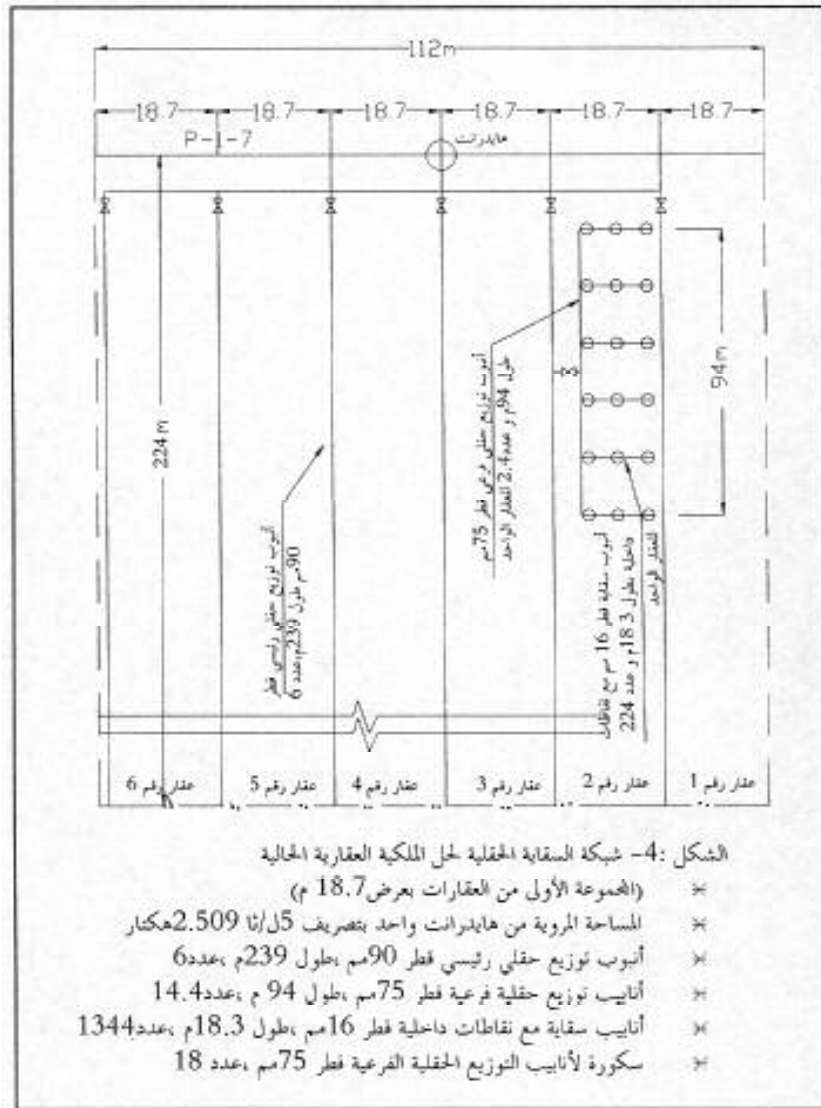 112m
18.7 18.7 18.7 18.7 18.7 18.7
P-1-7
هايدرانت
224 m
94m
أنبوب توزيع حقلي رئيسي قطر
90مم طول 239م،عدد 6
أنبوب توزيع حقلي فرعي قطر 75مم
طول 94م و عدد 2.4 للعقار الواحد
أنبوب سقاية قطر 16 مم مع نقاطات
داخلية بطول 18.3م و عدد 224
للعقار الواحد
عقار رقم 1
عقار رقم 2
عقار رقم 3
عقار رقم 4
عقار رقم 5
عقار رقم 6
الشكل :4- شبكة السقاية الحقلية لحل الملكية العقارية الحالية
(المجموعة الأولى من العقارات بعرض18.7 م)
المساحة المروية من هايدرانت واحد بتصريف 5ل/ثا 2.509هكتار
أنبوب توزيع حقلي رئيسي قطر 90مم ،طول 239م ،عدد6
أنابيب توزيع حقلية فرعية قطر 75مم ،طول 94 م ،عدد14.4
أنابيب سقاية مع نقاطات داخلية قطر 16مم ،طول 18.3م ،عدد1344
سكورة لأنابيب التوزيع الحقلية الفرعية قطر 75مم ،عدد 18